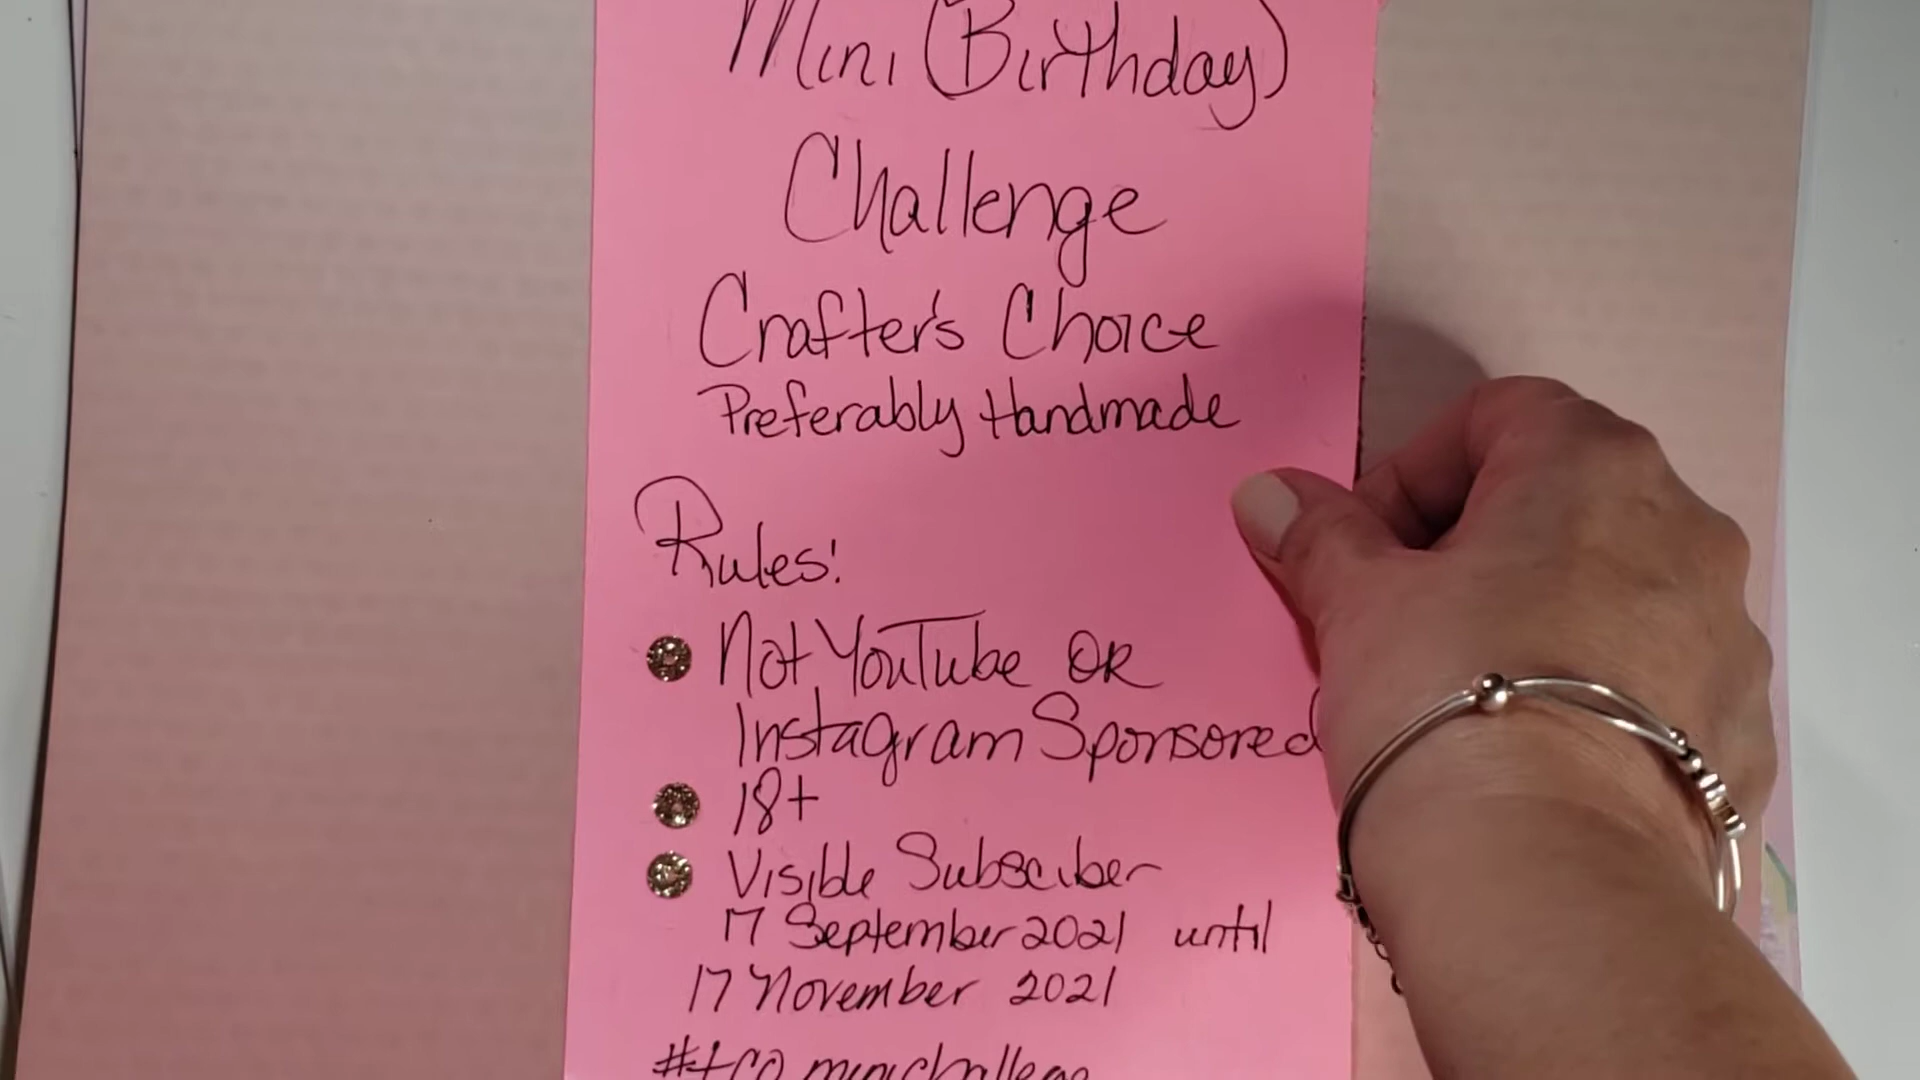 Mini (Birthday)
Challenge
Crafter's Choice
Preferably Handmade
Rules:
Not YouTube OR
Instagram Sponsored
18+
Visible Subsciber
17 September 2021 until
17 November 2021